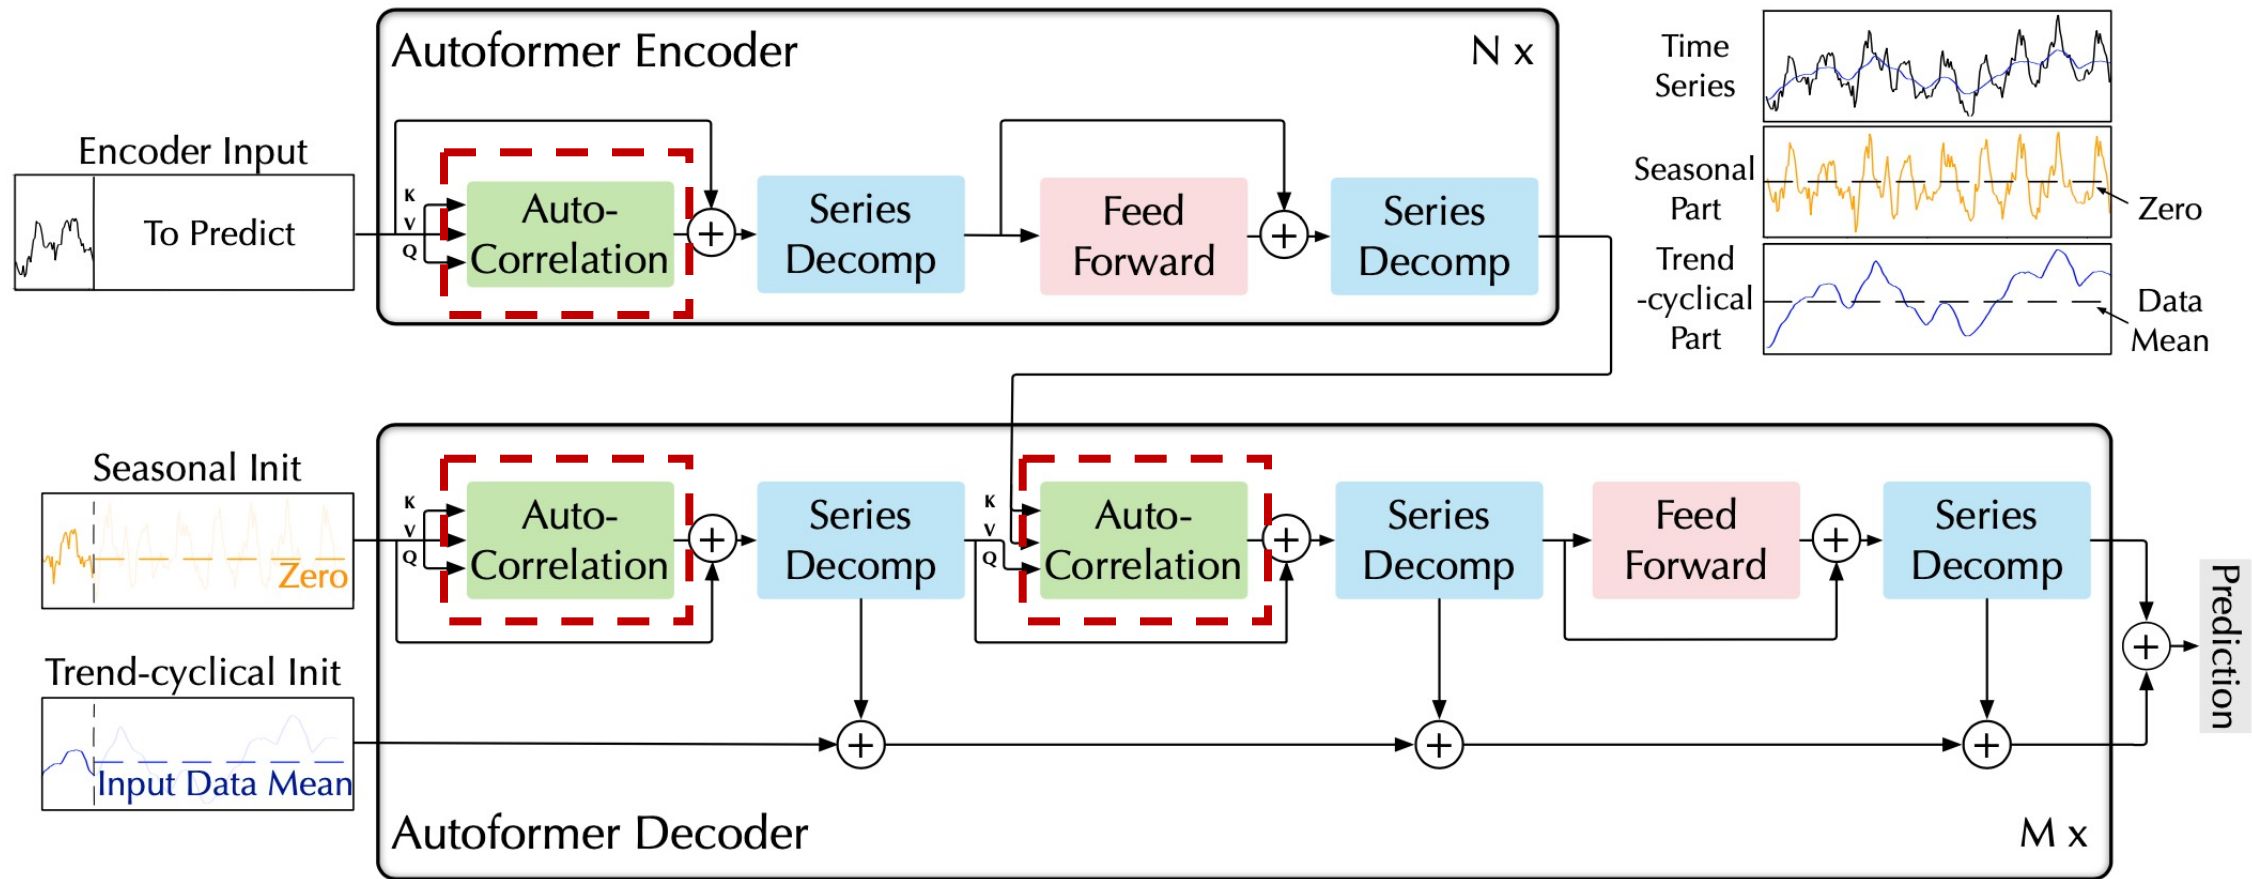 Autoformer Encoder
N x
Encoder Input
To Predict
K
V
Q
Auto-
Correlation
+
Series
Decomp
Feed
Forward
+
Series
Decomp
Time
Series
Seasonal
Part
Zero
Trend
-cyclical
Part
Data
Mean
Seasonal Init
Zero
K
V
Q
Auto-
Correlation
+
Series
Decomp
K
V
Q
Auto-
Correlation
+
Series
Decomp
Feed
Forward
+
Series
Decomp
+
Prediction
Trend-cyclical Init
Input Data Mean
+
+
+
Autoformer Decoder
M x